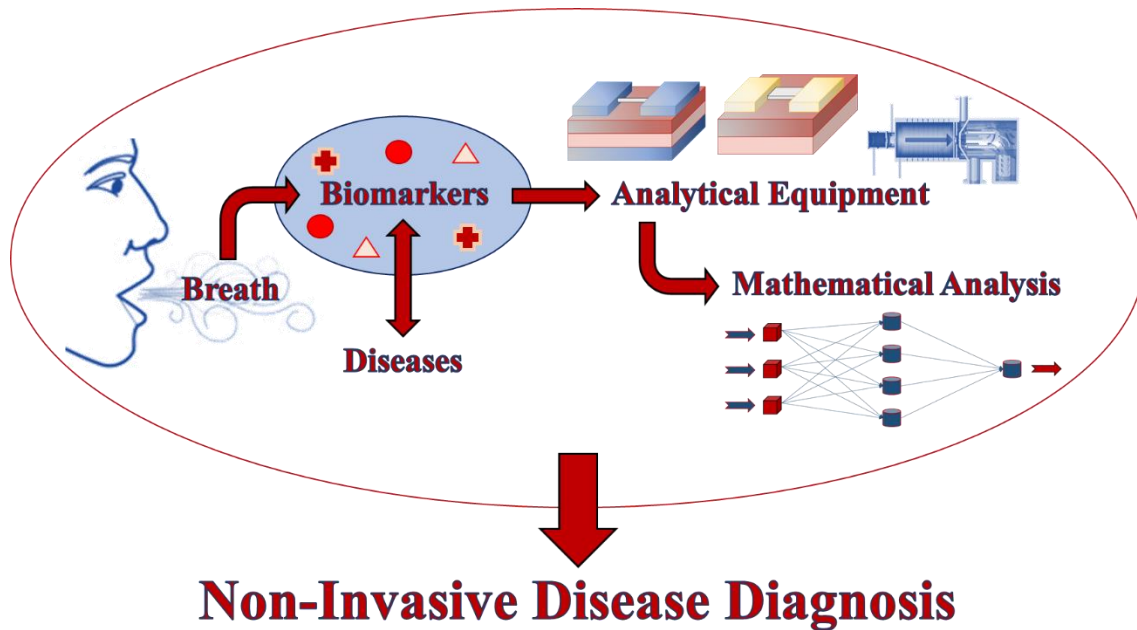 Breath
Biomarkers
Diseases
Analytical Equipment
Mathematical Analysis
Non-Invasive Disease Diagnosis